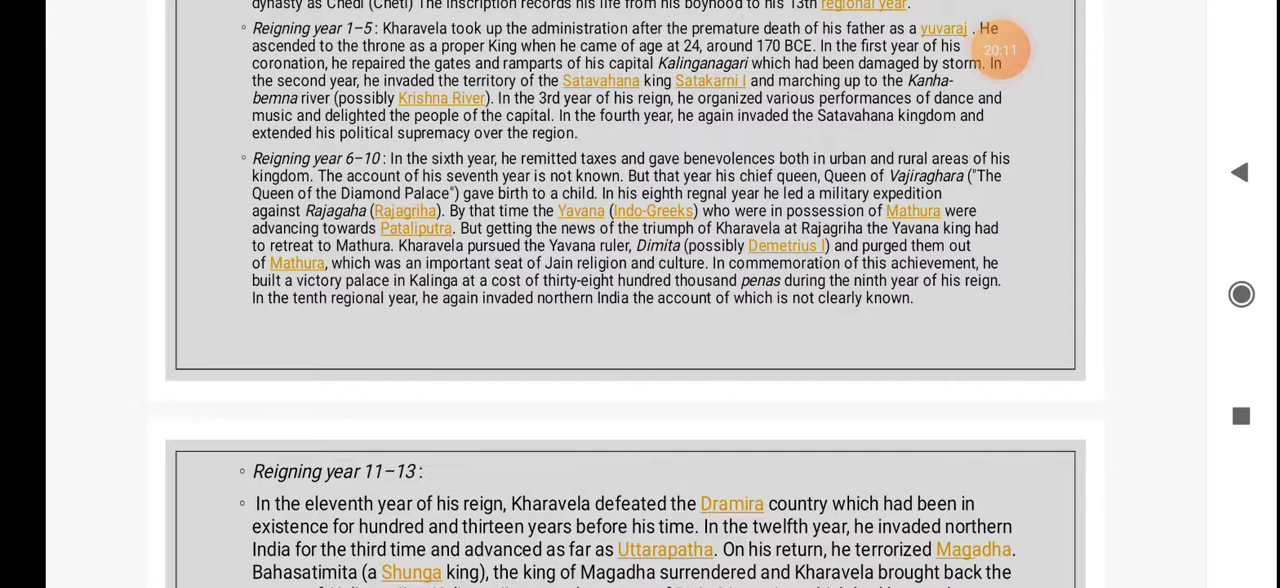 dynasty as Chedi (Cheti) The inscription records his life from his boyhood to his 13th regional year.
◦ Reigning year 1–5 : Kharavela took up the administration after the premature death of his father as a yuvaraj . He
ascended to the throne as a proper King when he came of age at 24, around 170 BCE. In the first year of his
coronation, he repaired the gates and ramparts of his capital Kalinganagari which had been damaged by storm. In
the second year, he invaded the territory of the Satavahana king Satakarni I and marching up to the Kanha-
bemna river (possibly Krishna River). In the 3rd year of his reign, he organized various performances of dance and
music and delighted the people of the capital. In the fourth year, he again invaded the Satavahana kingdom and
extended his political supremacy over the region.
◦ Reigning year 6–10 : In the sixth year, he remitted taxes and gave benevolences both in urban and rural areas of his
kingdom. The account of his seventh year is not known. But that year his chief queen, Queen of Vajiraghara ("The
Queen of the Diamond Palace") gave birth to a child. In his eighth regnal year he led a military expedition
against Rajagaha (Rajagriha). By that time the Yavana (Indo-Greeks) who were in possession of Mathura were
advancing towards Pataliputra. But getting the news of the triumph of Kharavela at Rajagriha the Yavana king had
to retreat to Mathura. Kharavela pursued the Yavana ruler, Dimita (possibly Demetrius I) and purged them out
of Mathura, which was an important seat of Jain religion and culture. In commemoration of this achievement, he
built a victory palace in Kalinga at a cost of thirty-eight hundred thousand penas during the ninth year of his reign.
In the tenth regional year, he again invaded northern India the account of which is not clearly known.
20:11
◦ Reigning year 11–13 :
◦ In the eleventh year of his reign, Kharavela defeated the Dramira country which had been in
existence for hundred and thirteen years before his time. In the twelfth year, he invaded northern
India for the third time and advanced as far as Uttarapatha. On his return, he terrorized Magadha.
Bahasatimita (a Shunga king), the king of Magadha surrendered and Kharavela brought back the